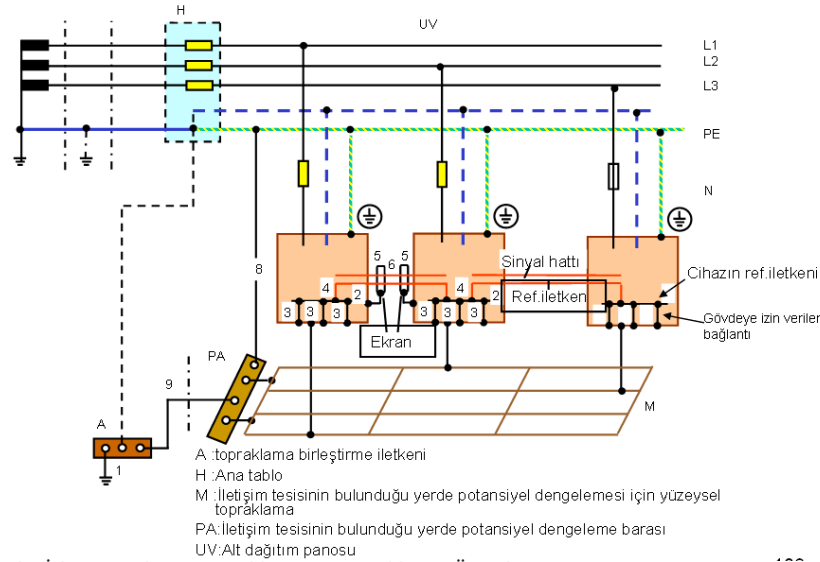 H
UV
L1
L2
L3
PE
N
8
5
6
5
Sinyal hattı
4
2
4
2
Ref.iletken
Cihazın ref.iletkeni
3
3
3
3
3
3
Gövdeye izin veriler
bağlantı
Ekran
PA
9
M
A
1
A :topraklama birleştirme iletkeni
H :Ana tablo
M :İletişim tesisinin bulunduğu yerde potansiyel dengelemesi için yüzeysel
topraklama
PA:İletişim tesisinin bulunduğu yerde potansiyel dengeleme barası
UV:Alt dağıtım panosu